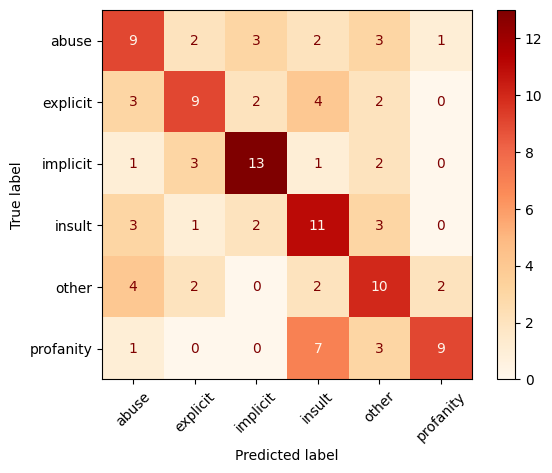 True label
abuse 9 2 3 2 3 1
explicit 3 9 2 4 2 0
implicit 1 3 13 1 2 0
insult 3 1 2 11 3 0
other 4 2 0 2 10 2
profanity 1 0 0 7 3 9
abuse explicit implicit insult other profanity
Predicted label
12
10
8
6
4
2
0